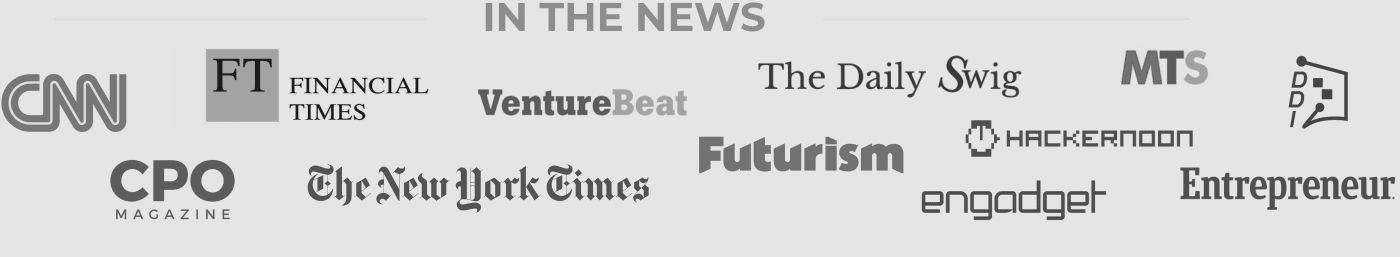 IN THE NEWS
CNN
FT
FINANCIAL
TIMES
VentureBeat
The Daily Swig
MTS
DDI
CPO
MAGAZINE
The New York Times
Futurism
HACKERNOON
engadget
Entrepreneur